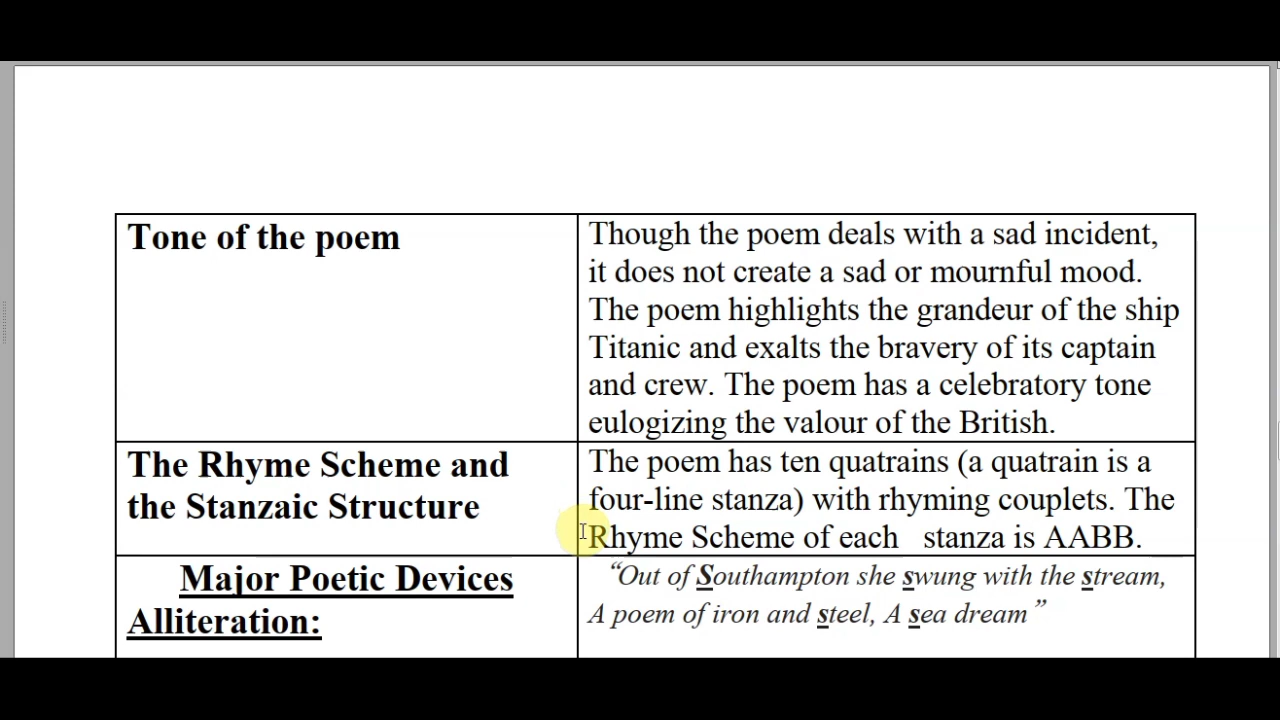 Tone of the poem
Though the poem deals with a sad incident,
it does not create a sad or mournful mood.
The poem highlights the grandeur of the ship
Titanic and exalts the bravery of its captain
and crew. The poem has a celebratory tone
eulogizing the valour of the British.
The Rhyme Scheme and
the Stanzaic Structure
The poem has ten quatrains (a quatrain is a
four-line stanza) with rhyming couplets. The
Rhyme Scheme of each stanza is AABB.
Major Poetic Devices
Alliteration:
“Out of Southampton she swung with the stream,
A poem of iron and steel, A sea dream”